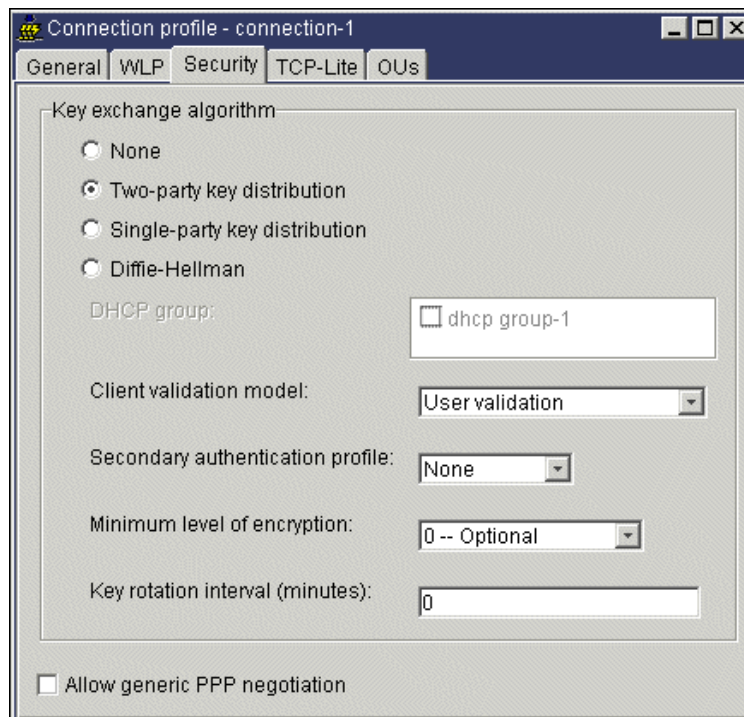 Connection profile - connection-1
General WLP Security TCP-Lite OUs
Key exchange algorithm
None
Two-party key distribution
Single-party key distribution
Diffie-Hellman
DHCP group: dhcp group-1
Client validation model: User validation
Secondary authentication profile: None
Minimum level of encryption: 0 -- Optional
Key rotation interval (minutes): 0
Allow generic PPP negotiation